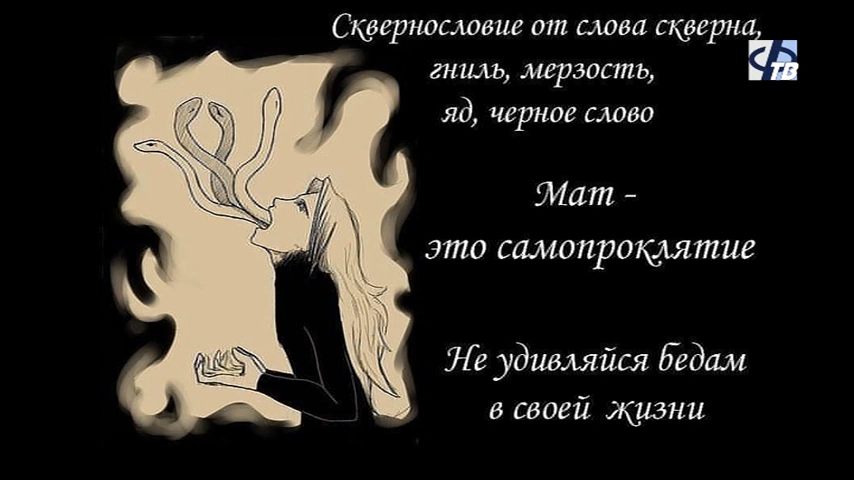 Сквернословие от слова скверна,
гниль, мерзость,
яд, черное слово
ТВ
Мат -
это самопроклятие
Не удивляйся бедам
в своей жизни